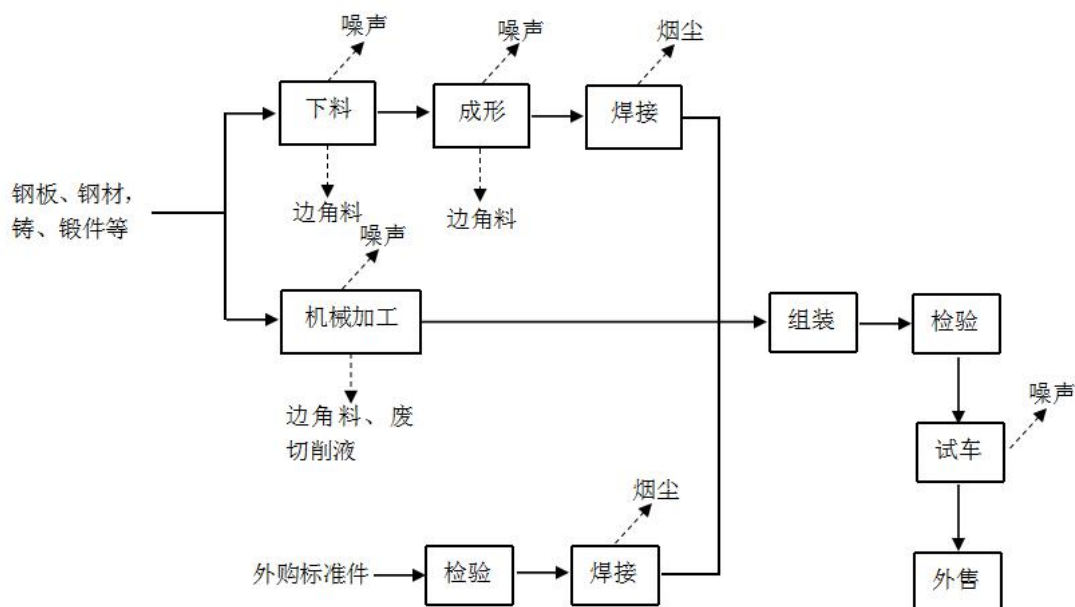 噪声
噪声
烟尘
下料
成形
焊接
钢板、钢材，
铸、锻件等
边角料
边角料
噪声
机械加工
组装
检验
边角料、废
切削液
噪声
试车
烟尘
外购标准件
检验
焊接
外售